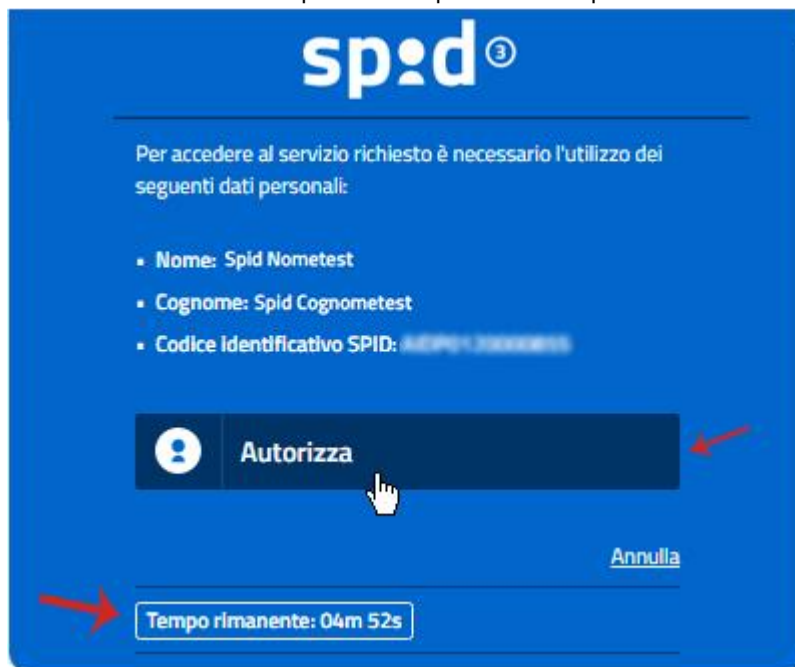 spid 3
Per accedere al servizio richiesto è necessario l'utilizzo dei
seguenti dati personali:
▪ Nome: Spid Nometest
▪ Cognome: Spid Cognometest
▪ Codice identificativo SPID:
Autorizza
Annulla
Tempo rimanente: 04m 52s